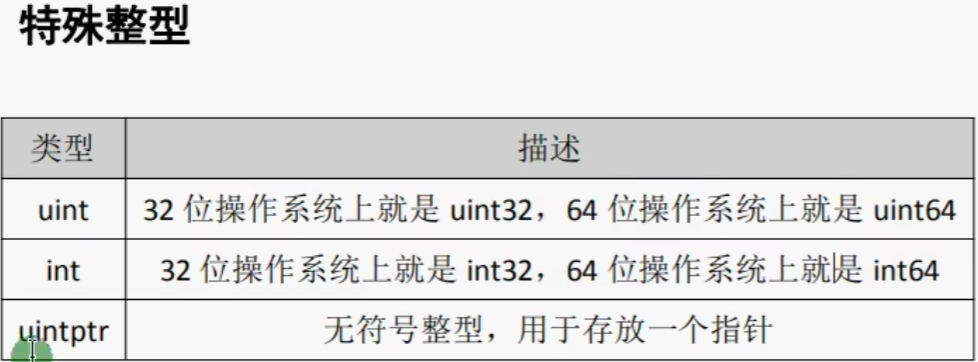 特殊整型
类型 描述
uint 32 位操作系统上就是 uint32，64 位操作系统上就是 uint64
int 32 位操作系统上就是 int32，64 位操作系统上就是 int64
uintptr 无符号整型，用于存放一个指针